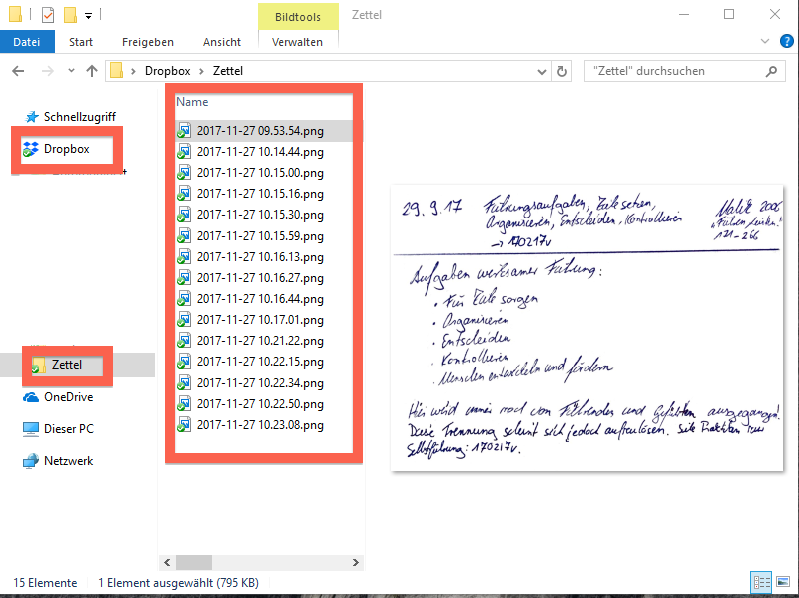 Bildtools
Zettel
Datei
Start
Freigeben
Ansicht
Verwalten
?
Dropbox
Zettel
"Zettel" durchsuchen
Schnellzugriff
Dropbox
Zettel
OneDrive
Dieser PC
Netzwerk
Name
2017-11-27 09.53.54.png
2017-11-27 10.14.44.png
2017-11-27 10.15.00.png
2017-11-27 10.15.16.png
2017-11-27 10.15.30.png
2017-11-27 10.15.59.png
2017-11-27 10.16.13.png
2017-11-27 10.16.27.png
2017-11-27 10.16.44.png
2017-11-27 10.17.01.png
2017-11-27 10.21.22.png
2017-11-27 10.22.15.png
2017-11-27 10.22.34.png
2017-11-27 10.22.50.png
2017-11-27 10.23.08.png
29.9.17 Führungsaufgaben, Ziele setzen,
Organisieren, Entscheiden, Kontrollieren
→ 170217v
Malik 2006
"Führen
121-266
Aufgaben wirksamer Führung:
• Für Ziele sorgen
• Organisieren
• Entscheiden
• Kontrollieren
• Menschen entwickeln und fördern
Hier wird immer noch von Führenden und Geführten ausgegangen!
Diese Trennung scheint sich jedoch aufzulösen. Siehe
Selbstführung: 170217v.
15 Elemente
1 Element ausgewählt (795 KB)